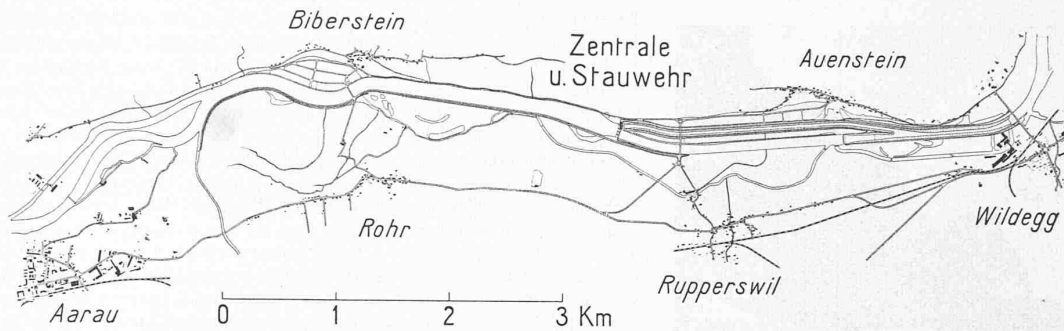 Biberstein
Zentrale
u. Stauwehr
Auenstein
Rohr
Wildegg
Rupperswil
Aarau
0 1 2 3 Km